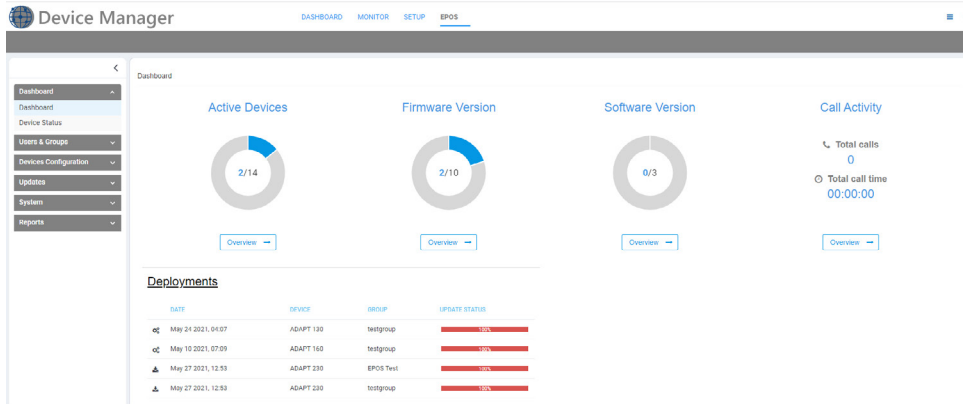 Device Manager
DASHBOARD MONITOR SETUP EPOS
Dashboard
Dashboard
Dashboard
Device Status
Users & Groups
Devices Configuration
Updates
System
Reports
Active Devices Firmware Version Software Version Call Activity
Total calls
0
2/14 2/10 0/3
Total call time
00:00:00
Overview Overview Overview Overview
Deployments
DATE DEVICE GROUP UPDATE STATUS
May 24 2021, 04:07 ADAPT 130 testgroup 100%
May 10 2021, 07:09 ADAPT 160 testgroup 100%
May 27 2021, 12:53 ADAPT 230 EPOS Test 100%
May 27 2021, 12:53 ADAPT 230 testgroup 100%